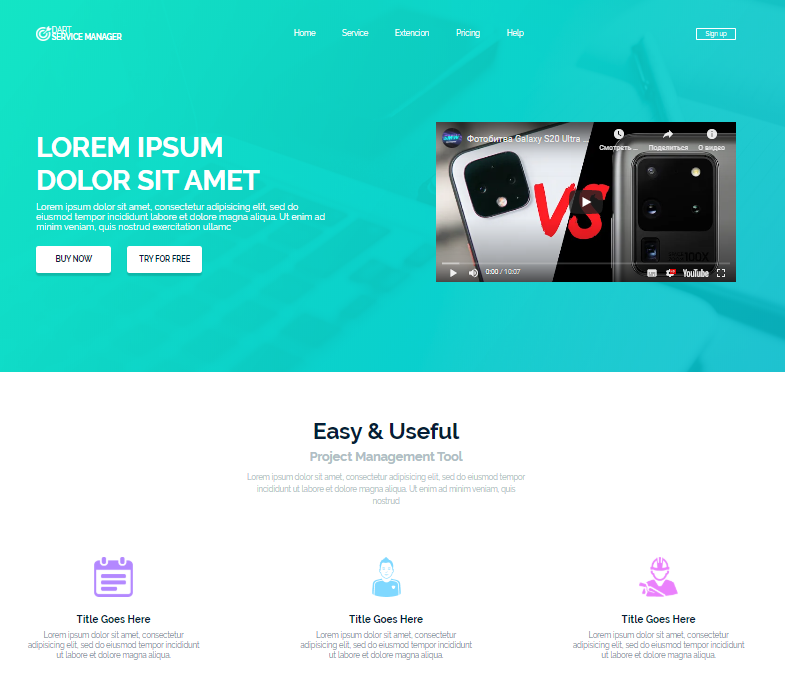 DART
SERVICE MANAGER
Home Service Extencion Pricing Help
Sign up
LOREM IPSUM
DOLOR SIT AMET
Lorem ipsum dolor sit amet, consectetur adipisicing elit, sed do
eiusmod tempor incididunt labore et dolore magna aliqua. Ut enim ad
minim veniam, quis nostrud exercitation ullamc
BUY NOW TRY FOR FREE
Фотобитва Galaxy S20 Ultra ...
Смотреть ... Поделиться О видео
VS
100X
0:00 / 10:07
YouTube
Easy & Useful
Project Management Tool
Lorem ipsum dolor sit amet, consectetur adipisicing elit, sed do eiusmod tempor
incididunt ut labore et dolore magna aliqua. Ut enim ad minim veniam, quis
nostrud
Title Goes Here
Lorem ipsum dolor sit amet, consectetur
adipisicing elit, sed do eiusmod tempor incididunt
ut labore et dolore magna aliqua.
Title Goes Here
Lorem ipsum dolor sit amet, consectetur
adipisicing elit, sed do eiusmod tempor incididunt
ut labore et dolore magna aliqua.
Title Goes Here
Lorem ipsum dolor sit amet, consectetur
adipisicing elit, sed do eiusmod tempor incididunt
ut labore et dolore magna aliqua.